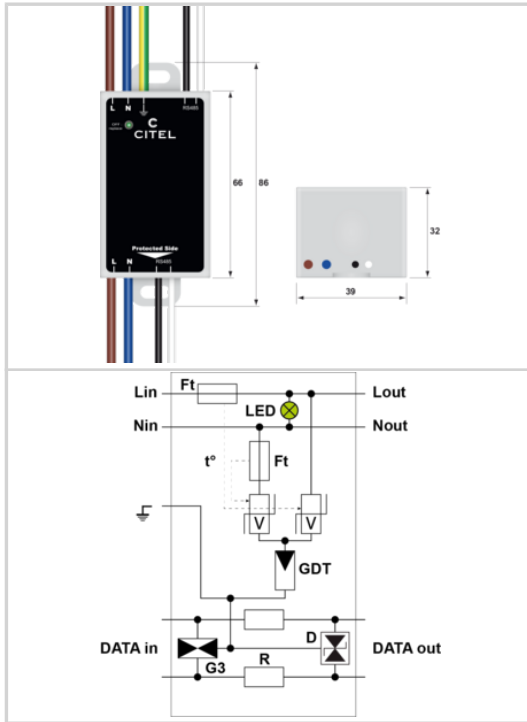 L N RS485
OFF
C
CITEL
Protected Side
L N RS485
66
86
32
39
Lin Ft Lout
LED
Nin Nout
t° Ft
V V
GDT
DATA in D DATA out
G3 R